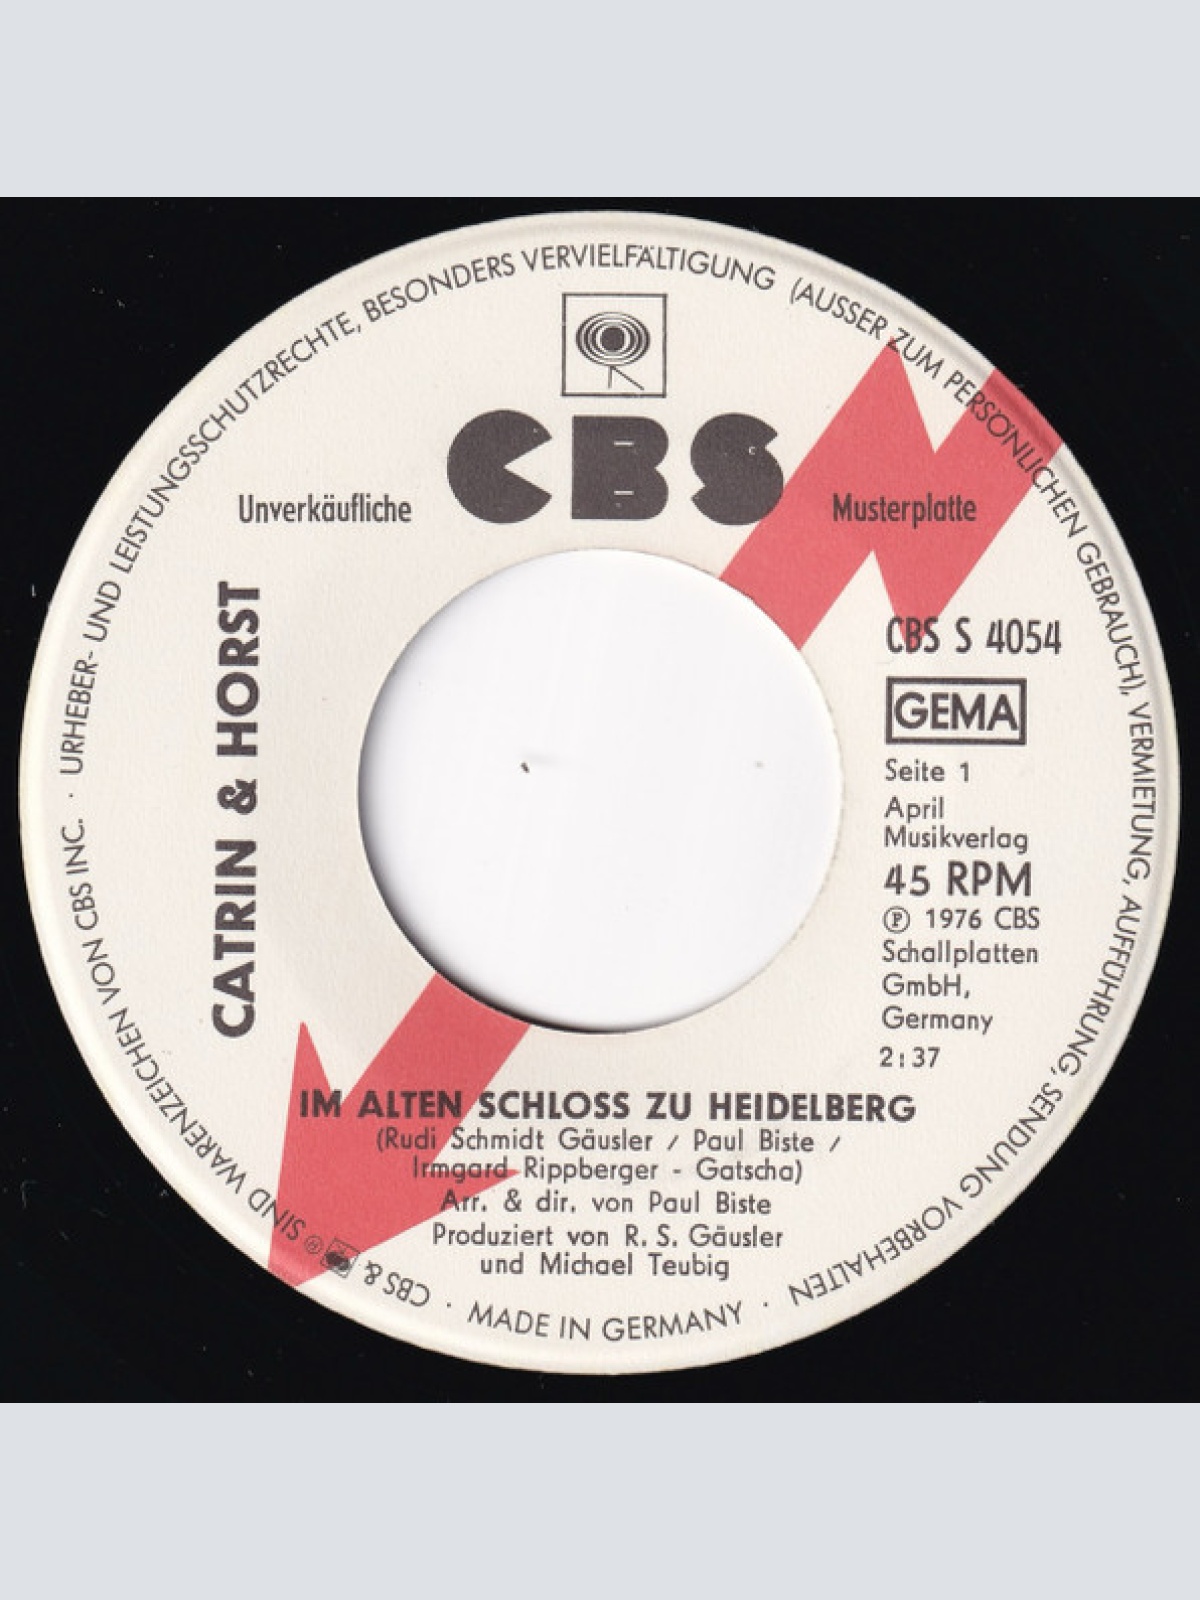 URHEBER- UND LEISTUNGSSCHUTZRECHTE, BESONDERS VERVIELFÄLTIGUNG (AUSSER ZUM PERSÖNLICHEN GEBRAUCH), VERMIETUNG, AUFFÜHRUNG, SENDUNG VORBEHALTEN ·
CBS
Unverkäufliche Musterplatte
CATRIN & HORST
CBS S 4054
GEMA
Seite 1
April
Musikverlag
45 RPM
Ⓟ 1976 CBS
Schallplatten
GmbH,
Germany
2:37
IM ALTEN SCHLOSS ZU HEIDELBERG
(Rudi Schmidt Gäusler / Paul Biste /
Irmgard Rippberger - Gatscha)
Arr. & dir. von Paul Biste
Produziert von R. S. Gäusler
und Michael Teubig
MADE IN GERMANY ·
CBS & ® SIND WARENZEICHEN VON CBS INC. ·